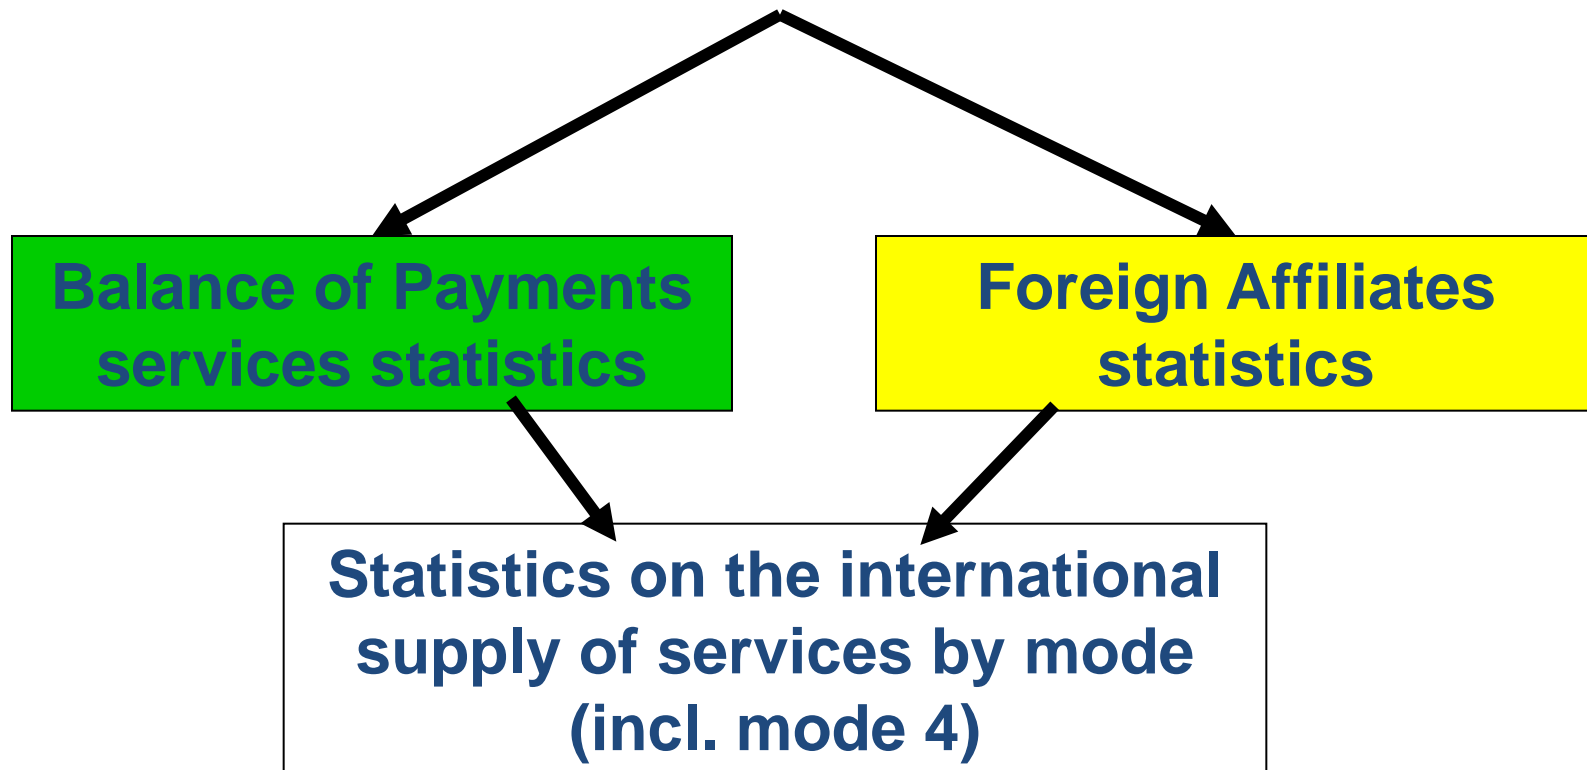 Balance of Payments
services statistics
Foreign Affiliates
statistics
Statistics on the international
supply of services by mode
(incl. mode 4)